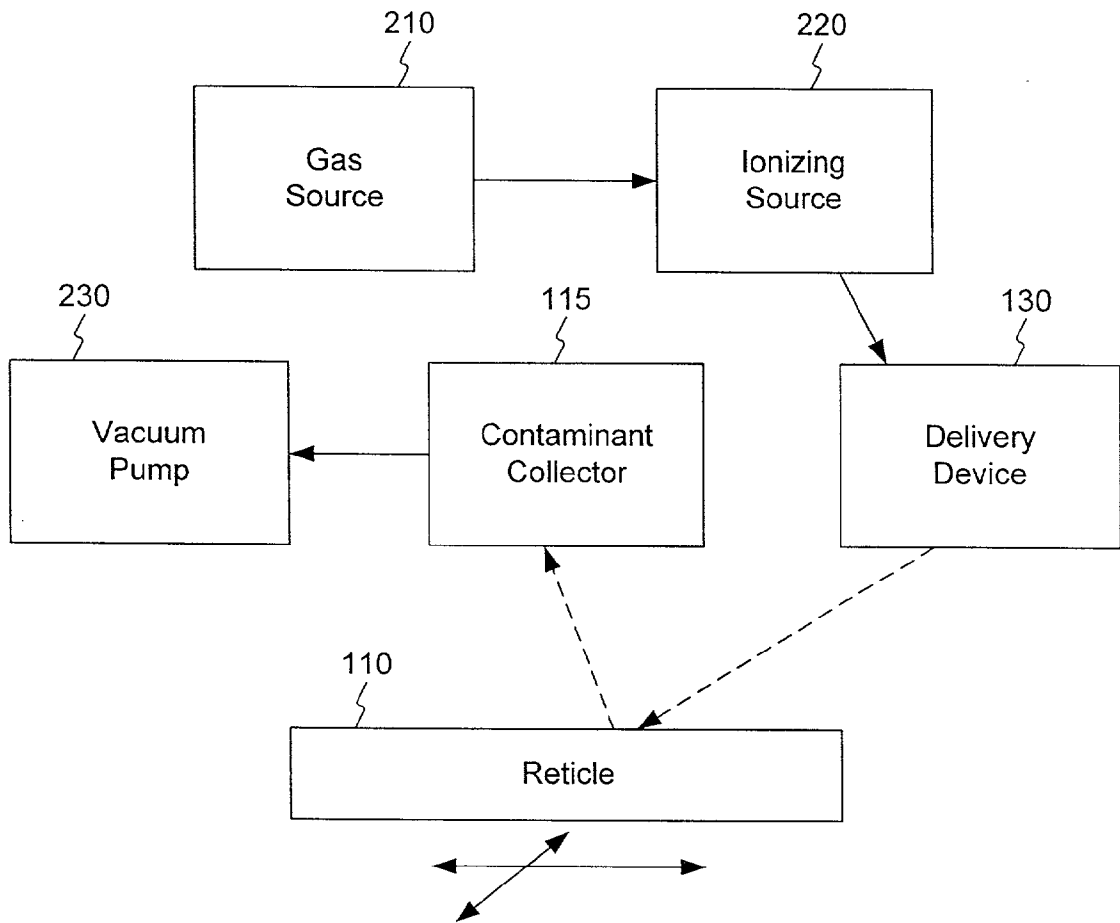 210
220
Gas
Source
Ionizing
Source
230
115
130
Vacuum
Pump
Contaminant
Collector
Delivery
Device
110
Reticle